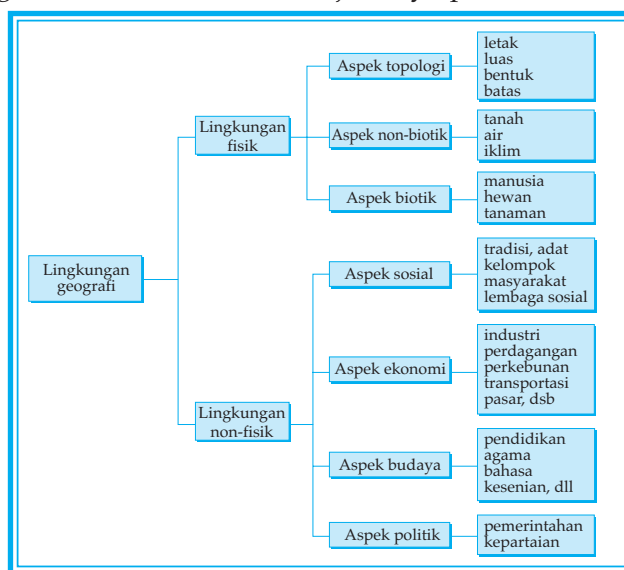 Lingkungan
geografi
Lingkungan
fisik
Aspek topologi
letak
luas
bentuk
batas
Aspek non-biotik
tanah
air
iklim
Aspek biotik
manusia
hewan
tanaman
Lingkungan
non-fisik
Aspek sosial
tradisi, adat
kelompok
masyarakat
lembaga sosial
Aspek ekonomi
industri
perdagangan
perkebunan
transportasi
pasar, dsb
Aspek budaya
pendidikan
agama
bahasa
kesenian, dll
Aspek politik
pemerintahan
kepartaian